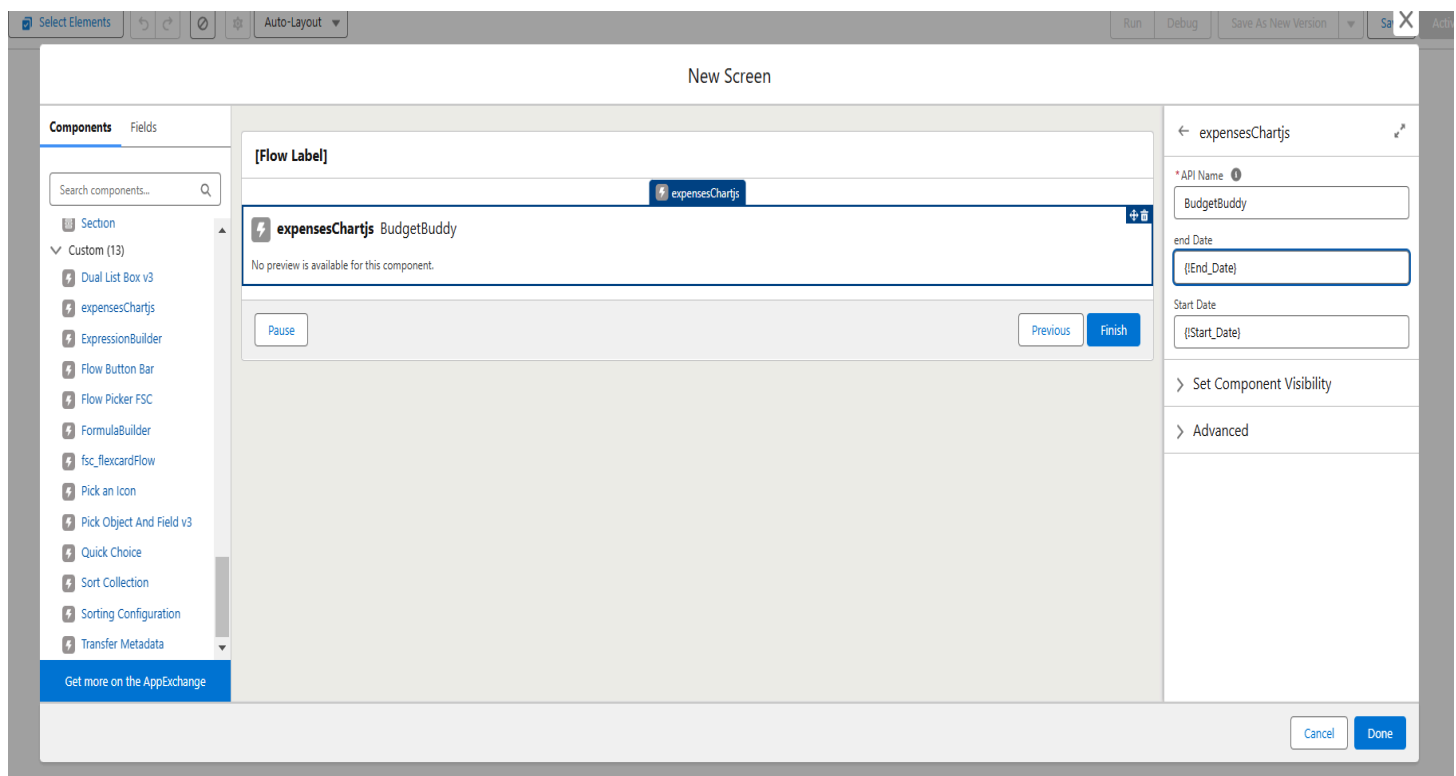 Select Elements
Auto-Layout
Run
Debug
Save As New Version
Sa
X
Acti
New Screen
Components Fields
Search components...
Section
Custom (13)
Dual List Box v3
expensesChartjs
ExpressionBuilder
Flow Button Bar
Flow Picker FSC
FormulaBuilder
fsc_flexcardFlow
Pick an Icon
Pick Object And Field v3
Quick Choice
Sort Collection
Sorting Configuration
Transfer Metadata
Get more on the AppExchange
[Flow Label]
expensesChartjs
expensesChartjs BudgetBuddy
No preview is available for this component.
Pause
Previous
Finish
expensesChartjs
*API Name
BudgetBuddy
end Date
{!End_Date}
Start Date
{!Start_Date}
Set Component Visibility
Advanced
Cancel
Done